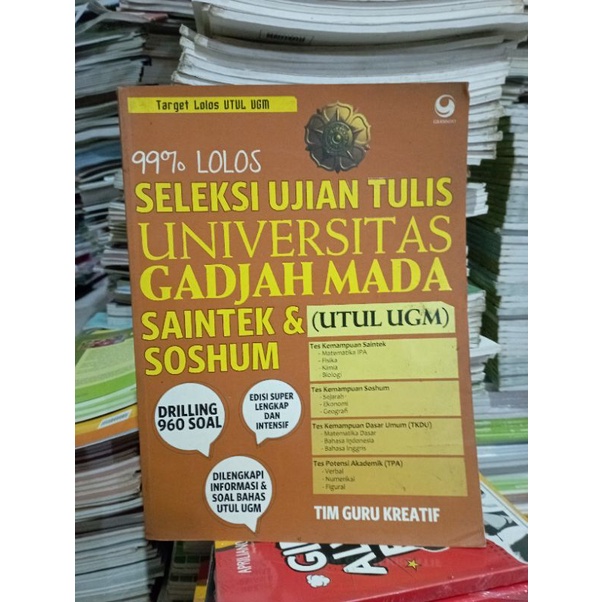 Target Lolos UTUL UGM
99% LOLOS
SELEKSI UJIAN TULIS
UNIVERSITAS
GADJAH MADA
SAINTEK &
SOSHUM
(UTUL UGM)
Tes Kemampuan Saintek
- Matematika IPA
- Fisika
- Kimia
- Biologi
Tes Kemampuan Soshum
- Sejarah
- Ekonomi
- Geografi
Tes Kemampuan Dasar Umum (TKDU)
- Matematika Dasar
- Bahasa Indonesia
- Bahasa Inggris
Tes Potensi Akademik (TPA)
- Verbal
- Numerikal
- Figural
DRILLING
960 SOAL
EDISI SUPER
LENGKAP
DAN
INTENSIF
DILENGKAPI
INFORMASI &
SOAL BAHAS
UTUL UGM
TIM GURU KREATIF